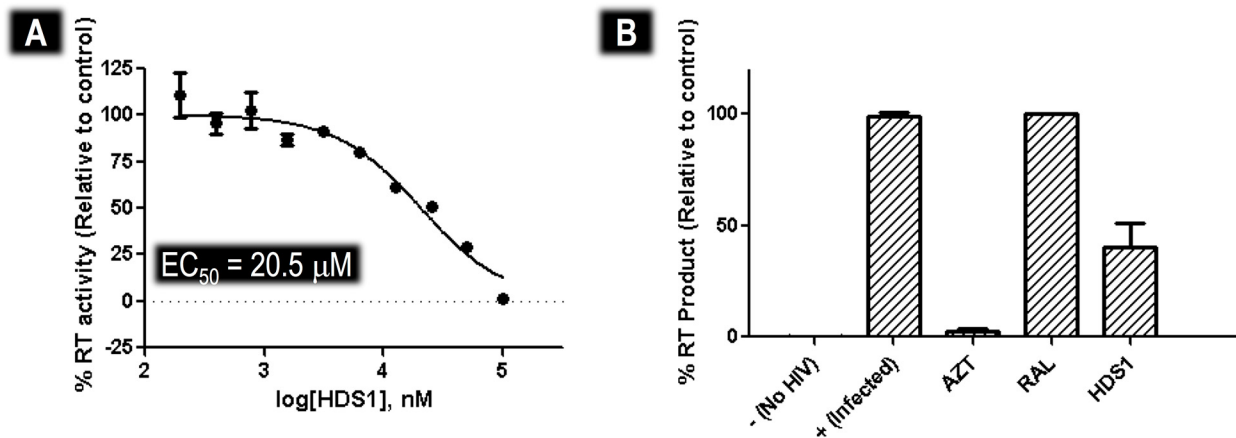 A
% RT activity (Relative to control)
125
100
75
50
25
0
-25
EC50 = 20.5 μM
2
3
4
5
log[HDS1], nM
B
% RT Product (Relative to control)
100
50
0
- (No HIV)
+ (Infected)
AZT
RAL
HDS1